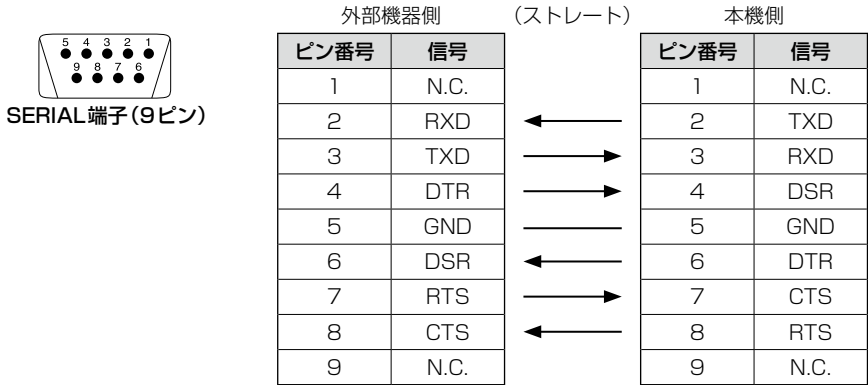 外部機器側 (ストレート) 本機側
5 4 3 2 1
9 8 7 6
SERIAL端子(9ピン)
ピン番号 信号 ピン番号 信号
1 N.C. 1 N.C.
2 RXD 2 TXD
3 TXD 3 RXD
4 DTR 4 DSR
5 GND 5 GND
6 DSR 6 DTR
7 RTS 7 CTS
8 CTS 8 RTS
9 N.C. 9 N.C.